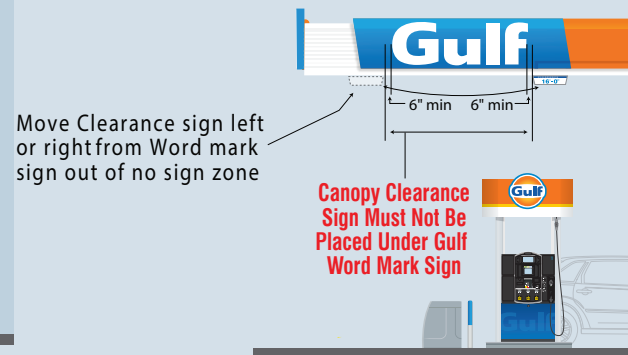 Gulf
16'-0"
6" min 6" min
Move Clearance sign left
or right from Word mark
sign out of no sign zone
Canopy Clearance
Sign Must Not Be
Placed Under Gulf
Word Mark Sign
Gulf
Gulf